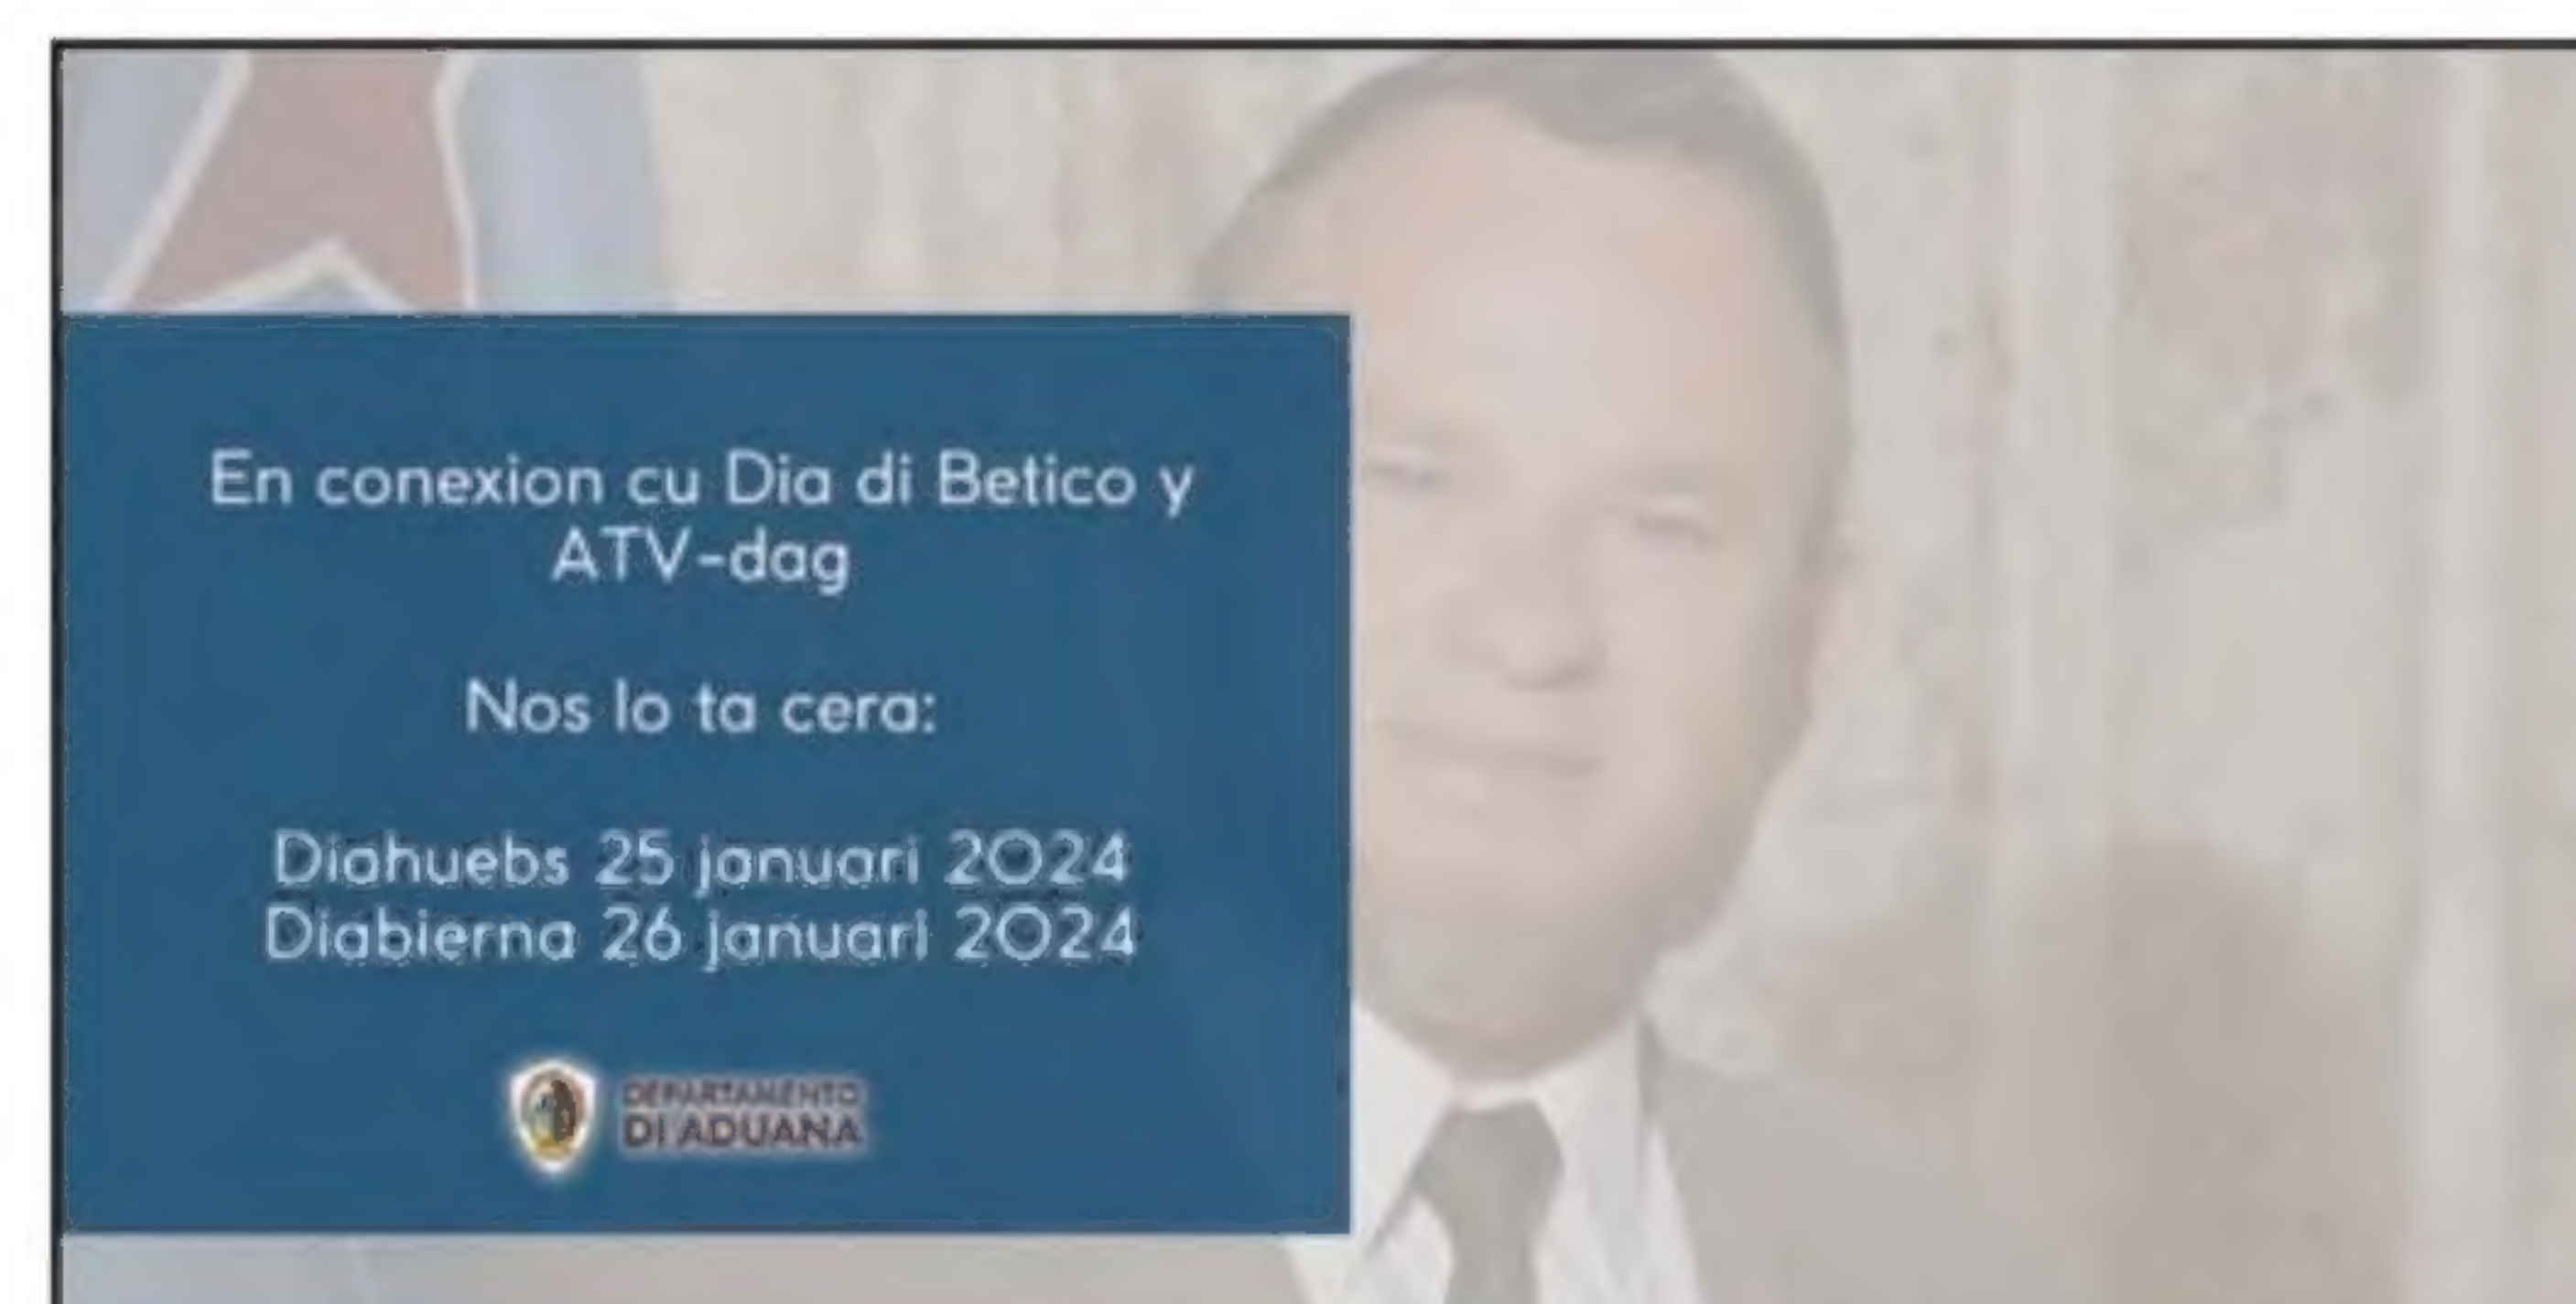 En conexion cu Dia di Betico y
ATV-dag
Nos lo ta cera:
Diahuebs 25 januari 2024
Diabierna 26 januari 2024
DEPARTAMENTO
DI ADUANA